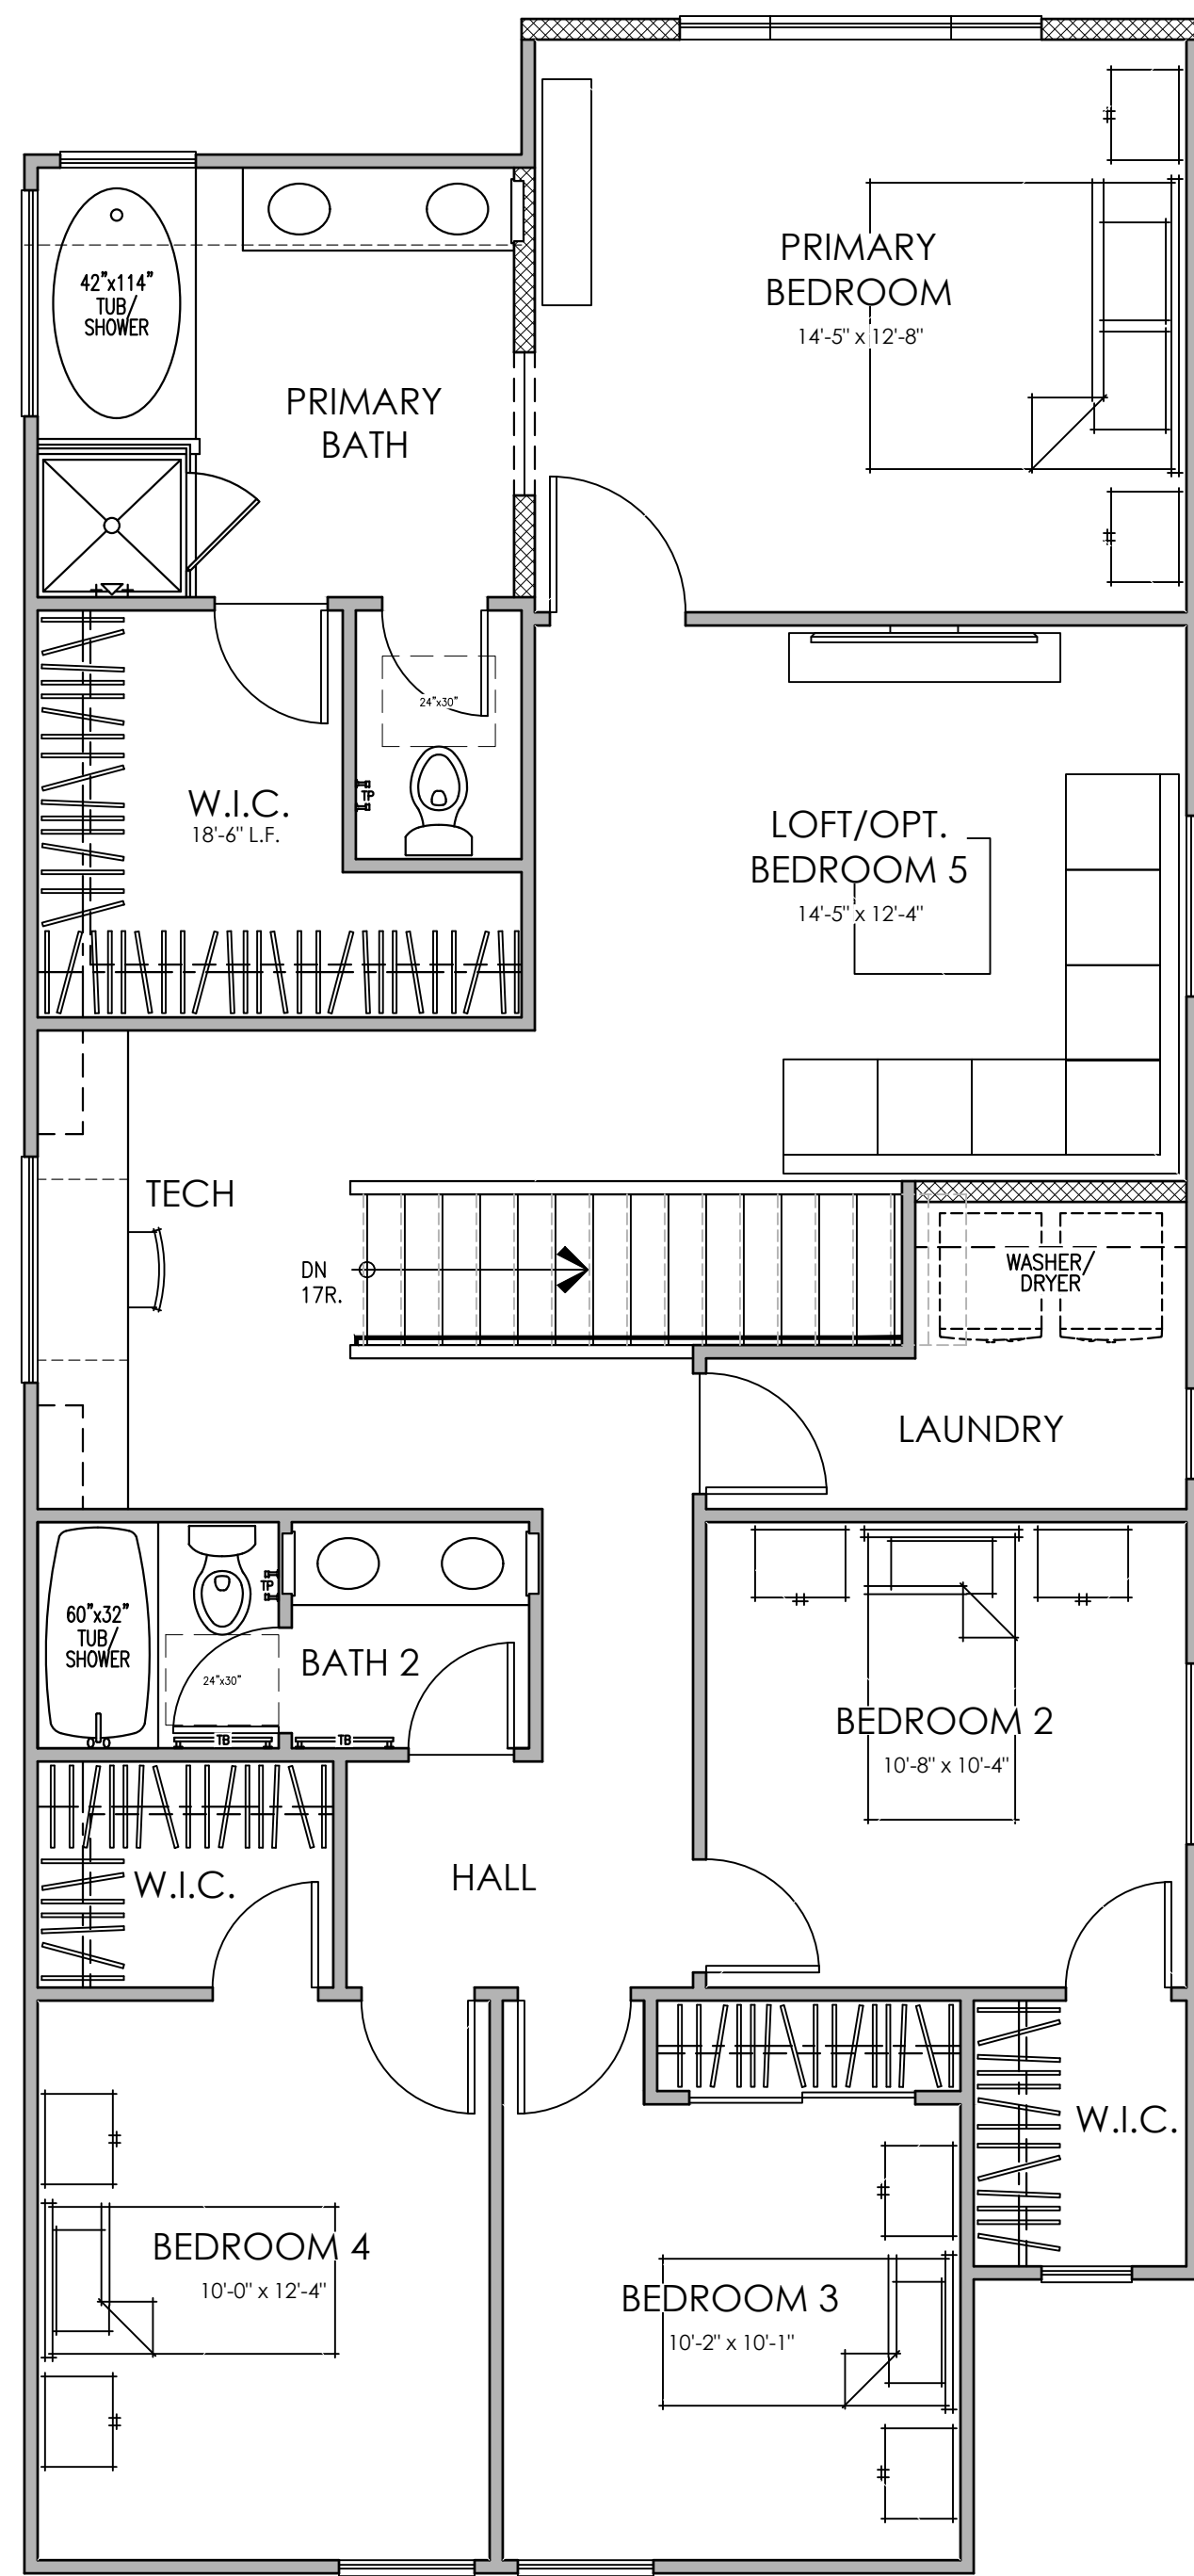 PRIMARY
BEDROOM
14'-5" x 12'-8"
42"x114"
TUB/
SHOWER
PRIMARY
BATH
24"x30"
TP
W.I.C.
18'-6" L.F.
LOFT/OPT.
BEDROOM 5
14'-5" x 12'-4"
TECH
DN
17R.
WASHER/
DRYER
LAUNDRY
60"x32"
TUB/
SHOWER
TP
24"x30"
BATH 2
TB
TB
BEDROOM 2
10'-8" x 10'-4"
W.I.C.
HALL
W.I.C.
BEDROOM 4
10'-0" x 12'-4"
BEDROOM 3
10'-2" x 10'-1"